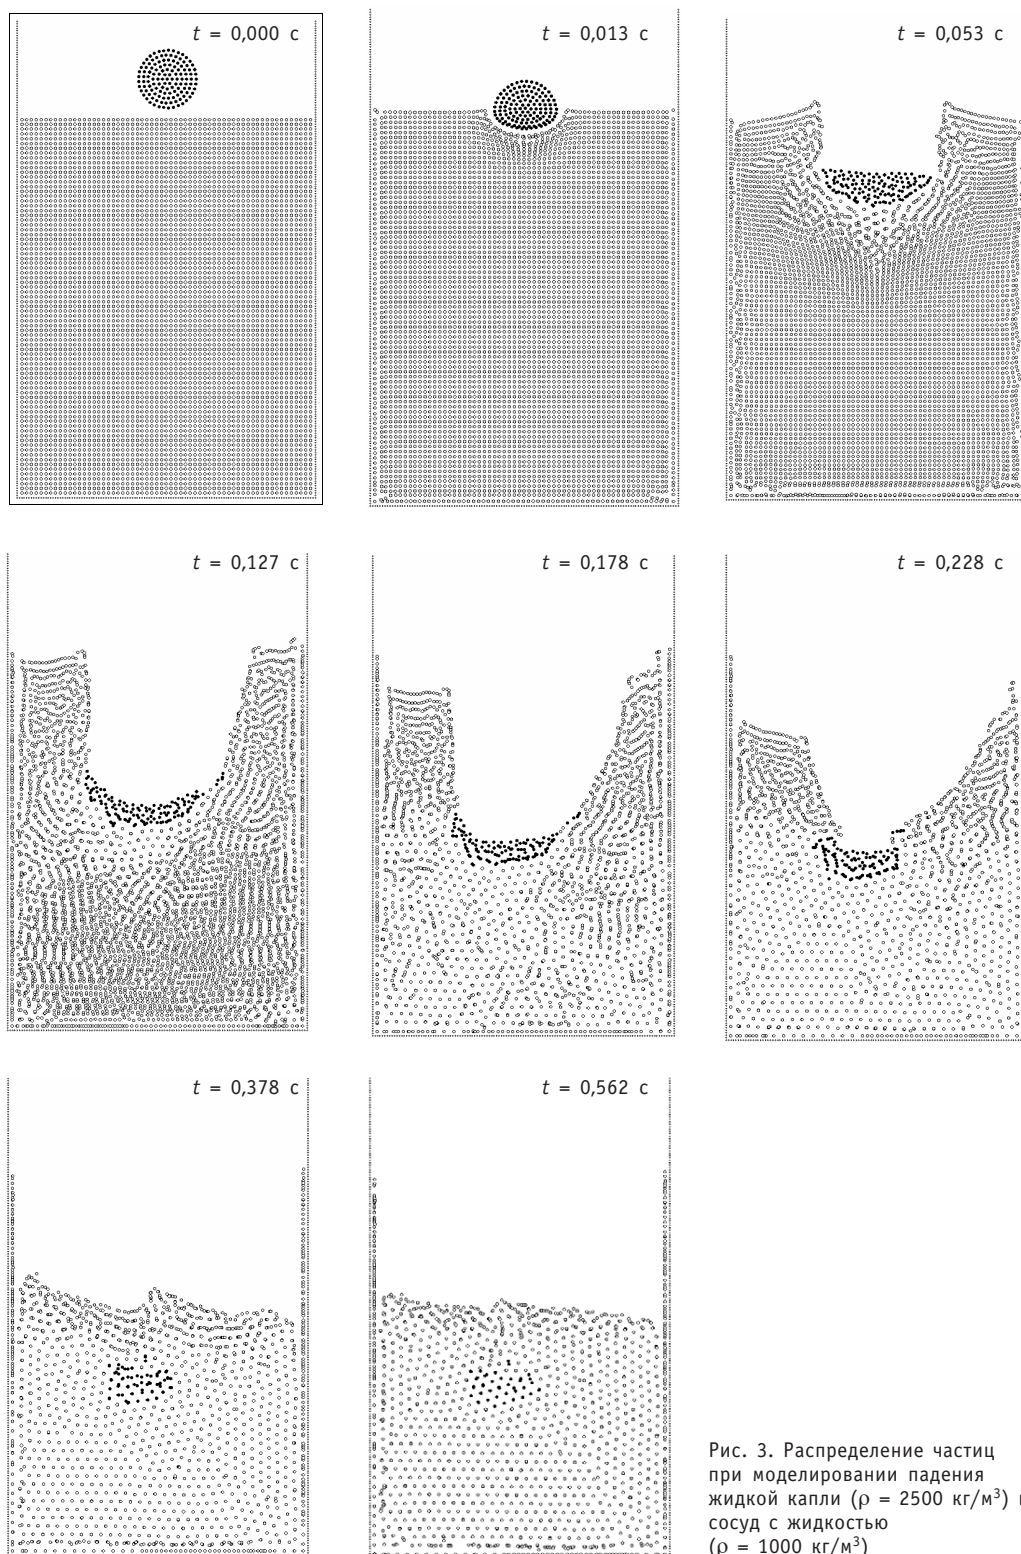 t = 0,000 с
t = 0,013 с
t = 0,053 с
t = 0,127 с
t = 0,178 с
t = 0,228 с
t = 0,378 с
t = 0,562 с
Рис. 3. Распределение частиц
при моделировании падения
жидкой капли (ρ = 2500 кг/м³)
сосуд с жидкостью
(ρ = 1000 кг/м³)